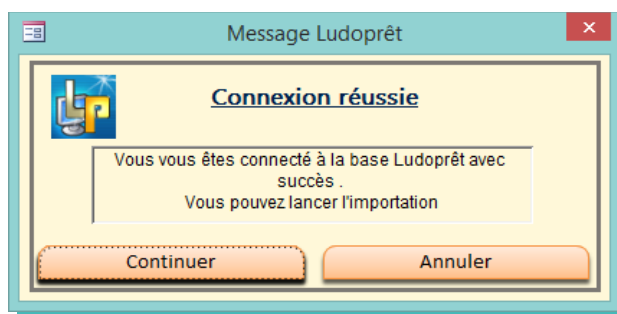 Message Ludoprêt
Connexion réussie
Vous vous êtes connecté à la base Ludoprêt avec
succès .
Vous pouvez lancer l'importation
Continuer
Annuler